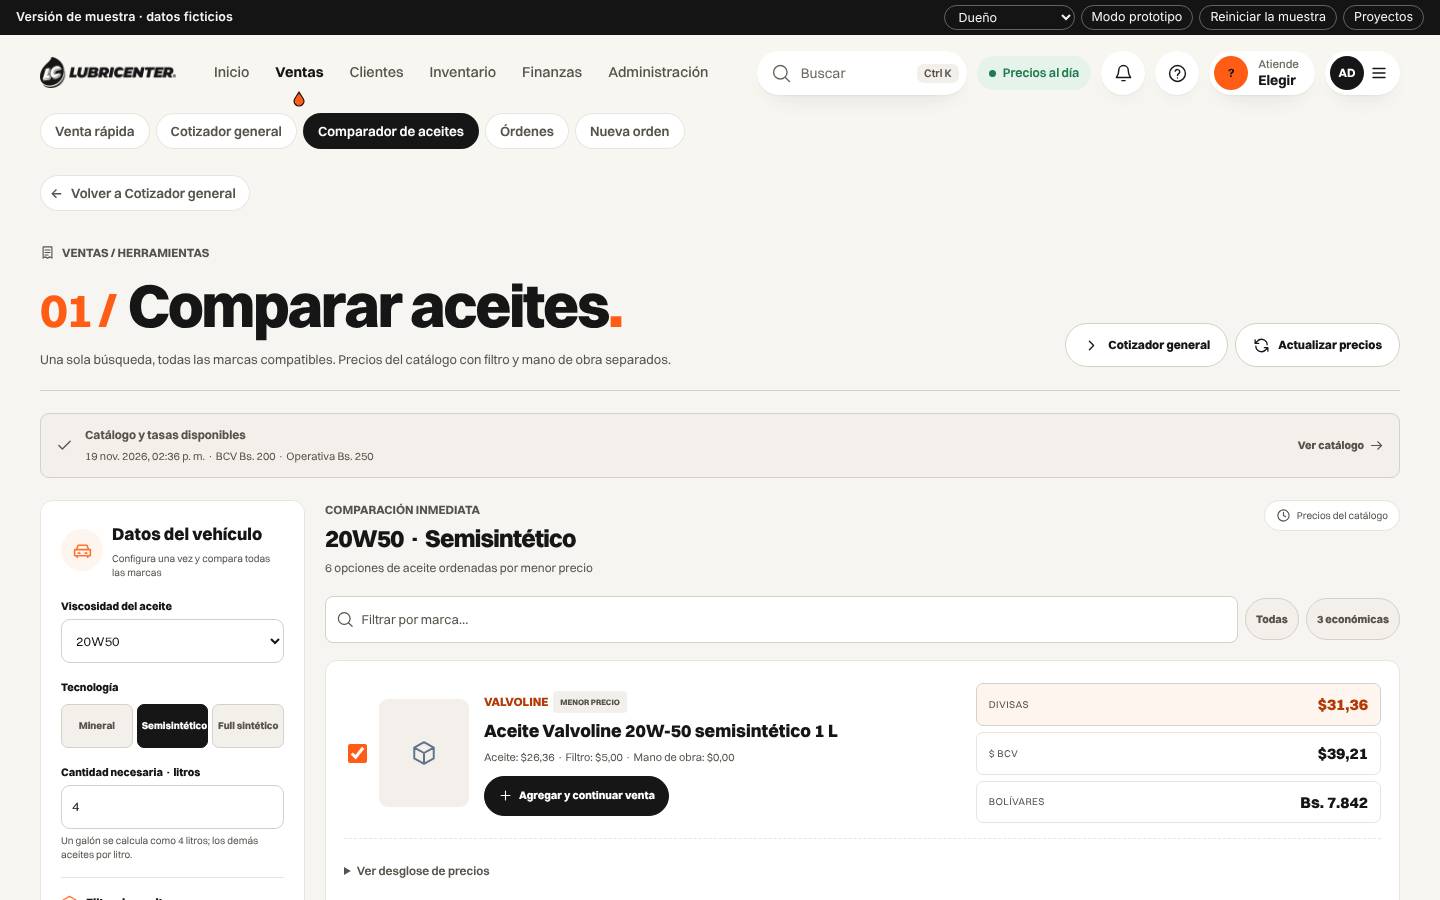 Versión de muestra · datos ficticios
Dueño
Modo prototipo
Reiniciar la muestra
Proyectos
LG LUBRICENTER.
Inicio
Ventas
Clientes
Inventario
Finanzas
Administración
Buscar
Ctrl K
Precios al día
?
Atiende
Elegir
AD
Venta rápida
Cotizador general
Comparador de aceites
Órdenes
Nueva orden
Volver a Cotizador general
VENTAS / HERRAMIENTAS
01 / Comparar aceites.
Una sola búsqueda, todas las marcas compatibles. Precios del catálogo con filtro y mano de obra separados.
Cotizador general
Actualizar precios
Catálogo y tasas disponibles
19 nov. 2026, 02:36 p. m. · BCV Bs. 200 · Operativa Bs. 250
Ver catálogo
Datos del vehículo
Configura una vez y compara todas
las marcas
Viscosidad del aceite
20W50
Tecnología
Mineral
Semisintético
Full sintético
Cantidad necesaria · litros
4
Un galón se calcula como 4 litros; los demás
aceites por litro.
COMPARACIÓN INMEDIATA
20W50 · Semisintético
6 opciones de aceite ordenadas por menor precio
Precios del catálogo
Filtrar por marca...
Todas
3 económicas
VALVOLINE
MENOR PRECIO
Aceite Valvoline 20W-50 semisintético 1 L
Aceite: $26,36 · Filtro: $5,00 · Mano de obra: $0,00
Agregar y continuar venta
DIVISAS
$31,36
$ BCV
$39,21
BOLÍVARES
Bs. 7.842
Ver desglose de precios